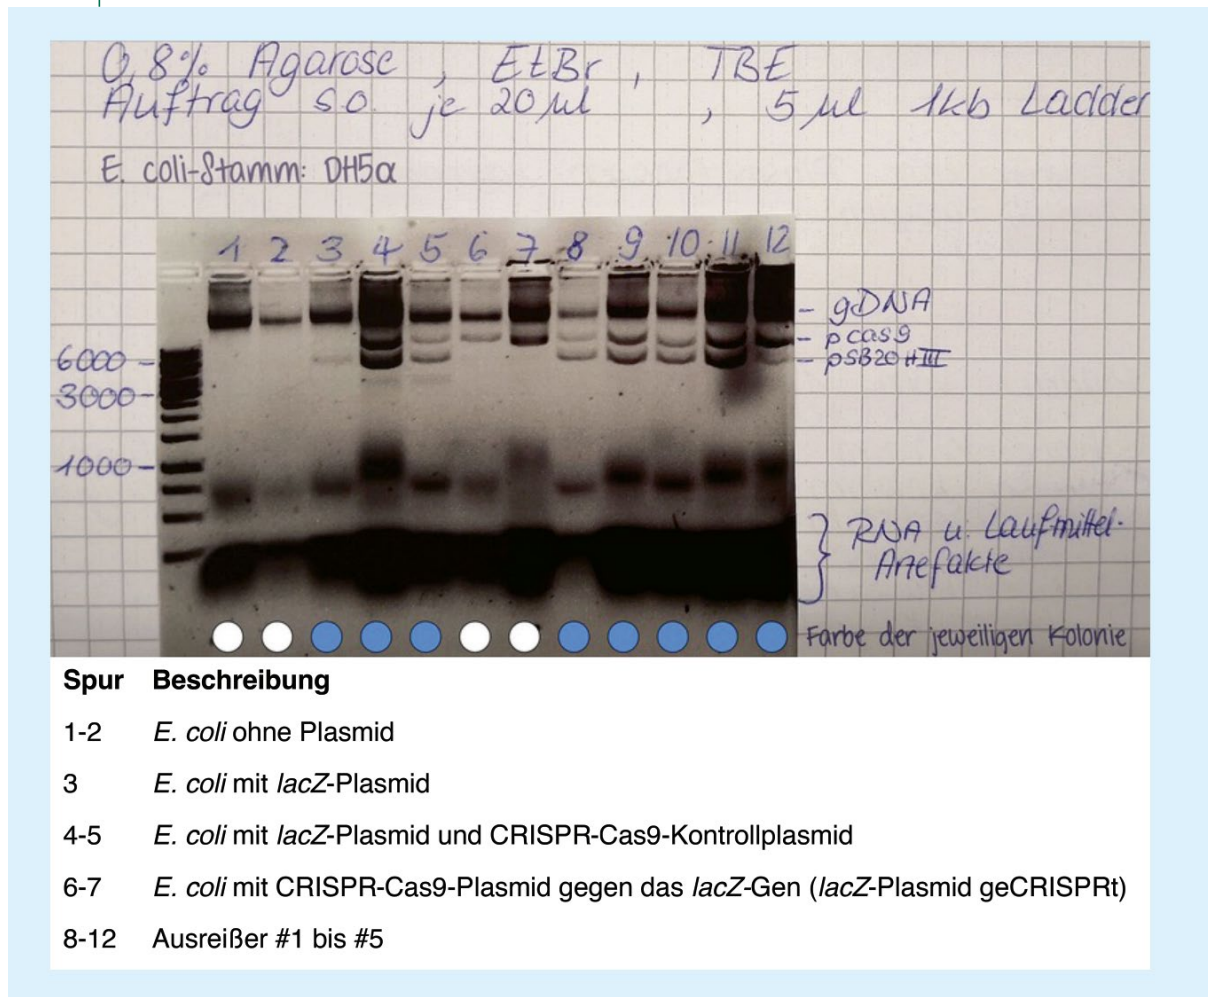 0,8% Agarose , EtBr , TBE
Auftrag s.o. je 20 µl , 5 µl 1kb Ladder
E. coli-Stamm: DH5α
1 2 3 4 5 6 7 8 9 10 11 12
- gDNA
- pcas9
6000 - - pSB20HIII
3000 -
1000 -
} RNA u. Laufmittel-
Artefakte
Farbe der jeweiligen Kolonie
Spur Beschreibung
1-2 E. coli ohne Plasmid
3 E. coli mit lacZ-Plasmid
4-5 E. coli mit lacZ-Plasmid und CRISPR-Cas9-Kontrollplasmid
6-7 E. coli mit CRISPR-Cas9-Plasmid gegen das lacZ-Gen (lacZ-Plasmid geCRISPRt)
8-12 Ausreißer #1 bis #5